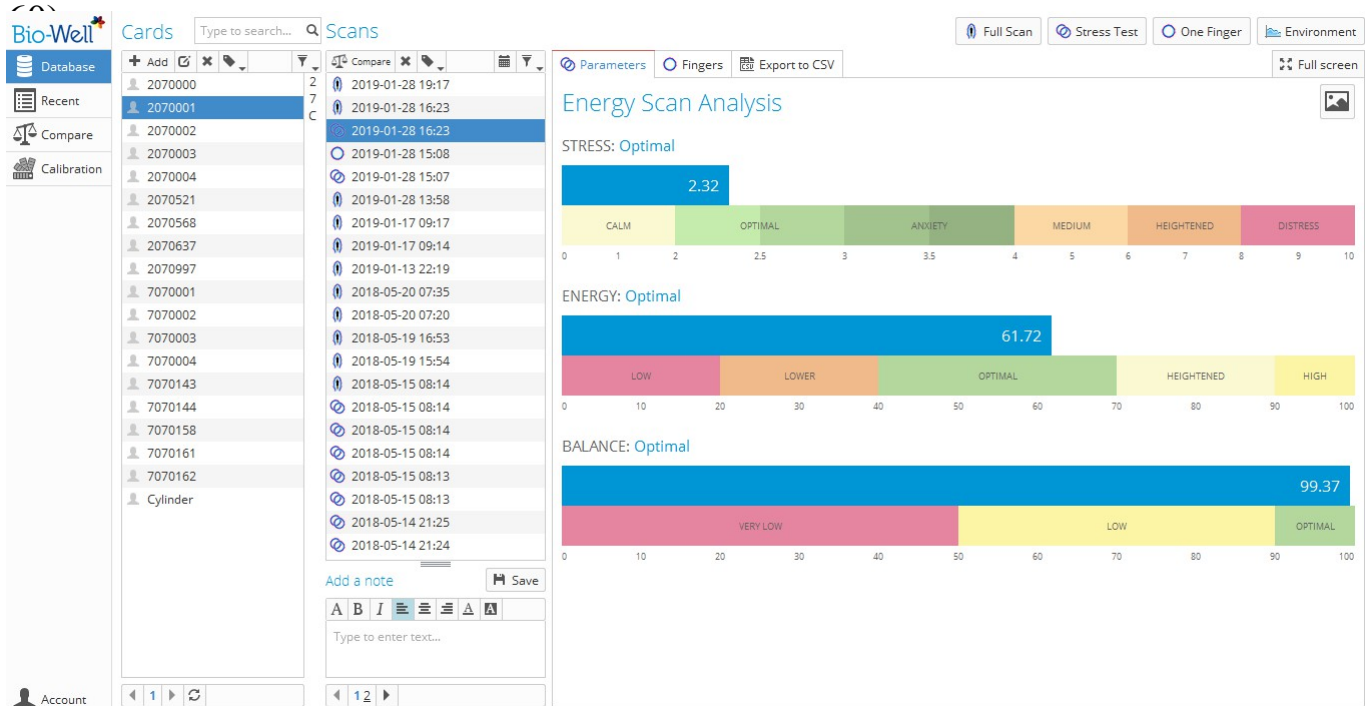 Bio-Well
Cards
Type to search...
Scans
Full Scan
Stress Test
One Finger
Environment
Database
Recent
Compare
Calibration
Account
Add
2070000
2070001
2070002
2070003
2070004
2070521
2070568
2070637
2070997
7070001
7070002
7070003
7070004
7070143
7070144
7070158
7070161
7070162
Cylinder
2
7
C
1
Compare
2019-01-28 19:17
2019-01-28 16:23
2019-01-28 16:23
2019-01-28 15:08
2019-01-28 15:07
2019-01-28 13:58
2019-01-17 09:17
2019-01-17 09:14
2019-01-13 22:19
2018-05-20 07:35
2018-05-20 07:20
2018-05-19 16:53
2018-05-19 15:54
2018-05-15 08:14
2018-05-15 08:14
2018-05-15 08:14
2018-05-15 08:14
2018-05-15 08:13
2018-05-15 08:13
2018-05-14 21:25
2018-05-14 21:24
Add a note
Save
A B I A A
Type to enter text...
1 2
Parameters
Fingers
CSV Export to CSV
Full screen
Energy Scan Analysis
STRESS: Optimal
2.32
CALM OPTIMAL ANXIETY MEDIUM HEIGHTENED DISTRESS
0 1 2 2.5 3 3.5 4 5 6 7 8 9 10
ENERGY: Optimal
61.72
LOW LOWER OPTIMAL HEIGHTENED HIGH
0 10 20 30 40 50 60 70 80 90 100
BALANCE: Optimal
99.37
VERY LOW LOW OPTIMAL
0 10 20 30 40 50 60 70 80 90 100